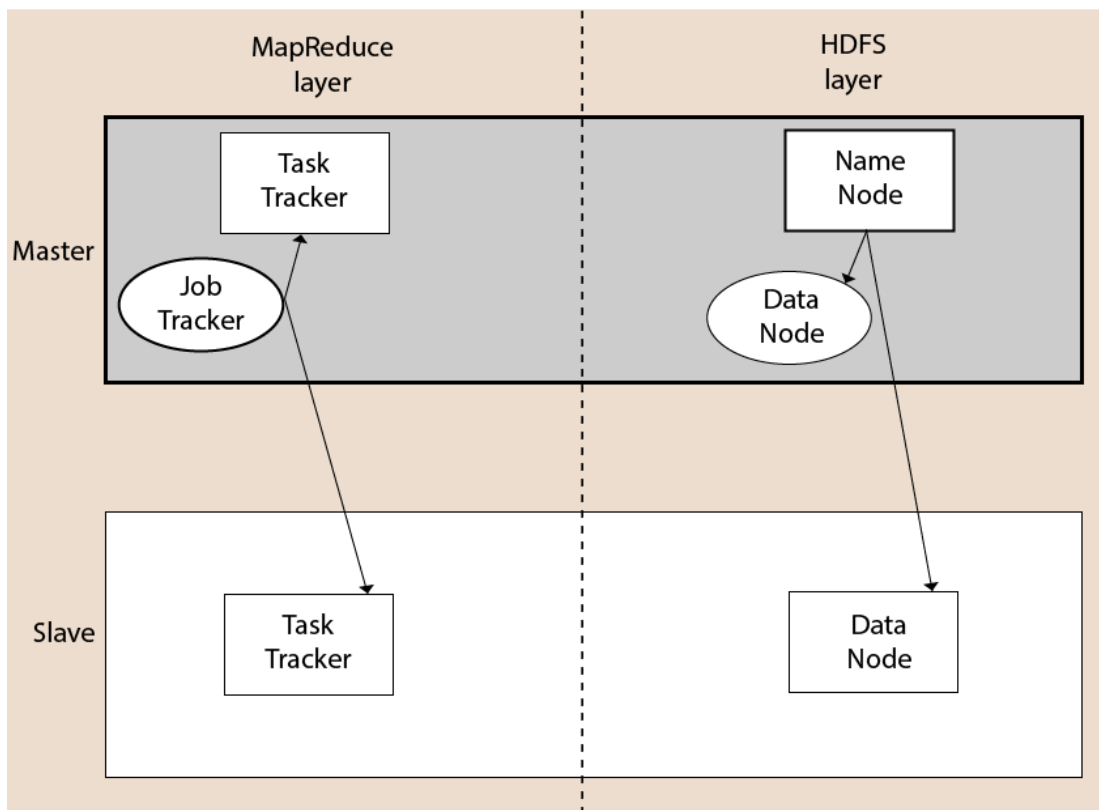 MapReduce
layer
HDFS
layer
Task
Tracker
Name
Node
Master
Job
Tracker
Data
Node
Slave
Task
Tracker
Data
Node